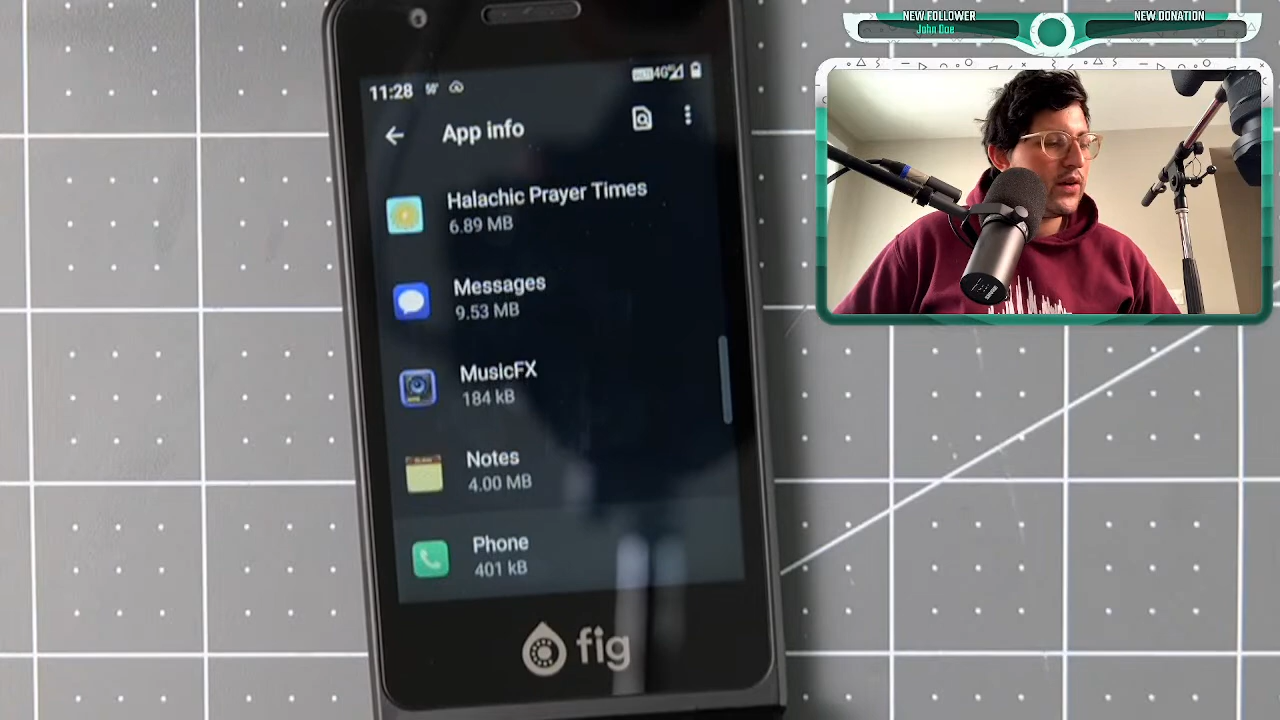 11:28
4G
App info
Halachic Prayer Times
6.89 MB
Messages
9.53 MB
MusicFX
184 kB
Notes
4.00 MB
Phone
401 kB
fig
NEW FOLLOWER
John Doe
NEW DONATION